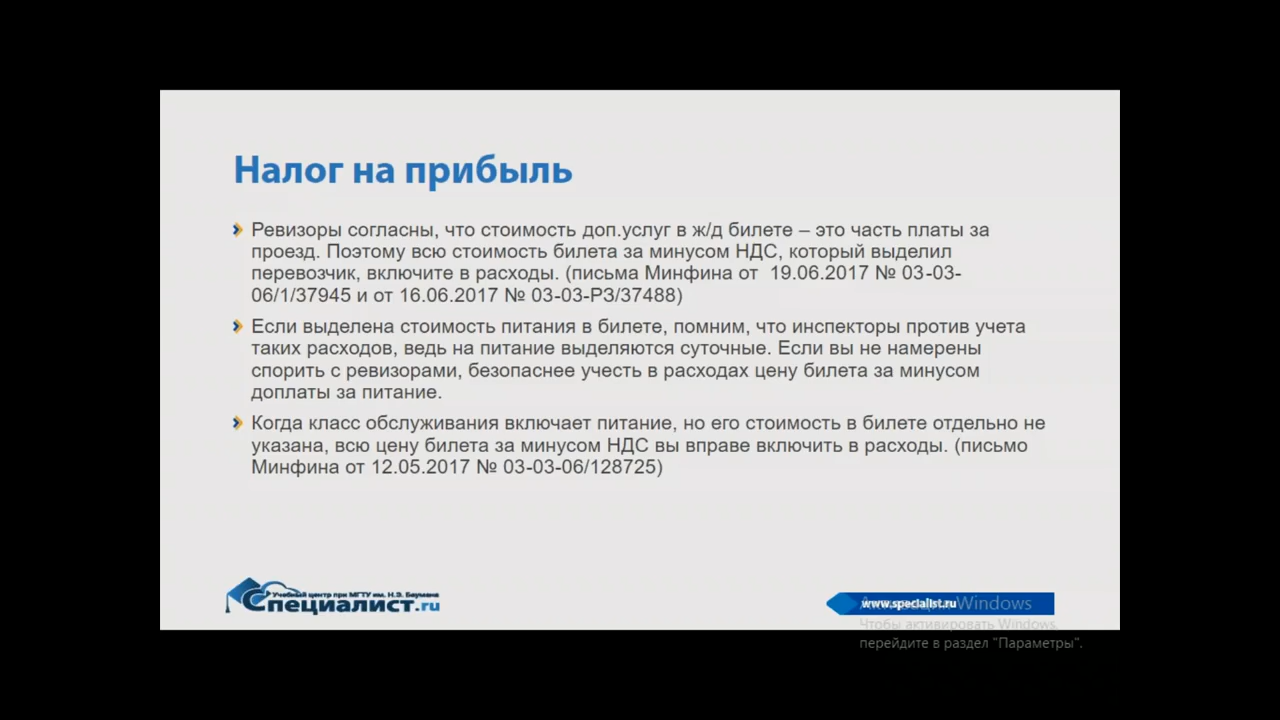 Налог на прибыль
Ревизоры согласны, что стоимость доп.услуг в ж/д билете – это часть платы за
проезд. Поэтому всю стоимость билета за минусом НДС, который выделил
перевозчик, включите в расходы. (письма Минфина от 19.06.2017 № 03-03-
06/1/37945 и от 16.06.2017 № 03-03-РЗ/37488)
Если выделена стоимость питания в билете, помним, что инспекторы против учета
таких расходов, ведь на питание выделяются суточные. Если вы не намерены
спорить с ревизорами, безопаснее учесть в расходах цену билета за минусом
доплаты за питание.
Когда класс обслуживания включает питание, но его стоимость в билете отдельно не
указана, всю цену билета за минусом НДС вы вправе включить в расходы. (письмо
Минфина от 12.05.2017 № 03-03-06/128725)
Учебный центр при МГТУ им. Н.Э. Баумана
Специалист.ru
www.specialist.ru Windows
Чтобы активировать Windows,
перейдите в раздел "Параметры".